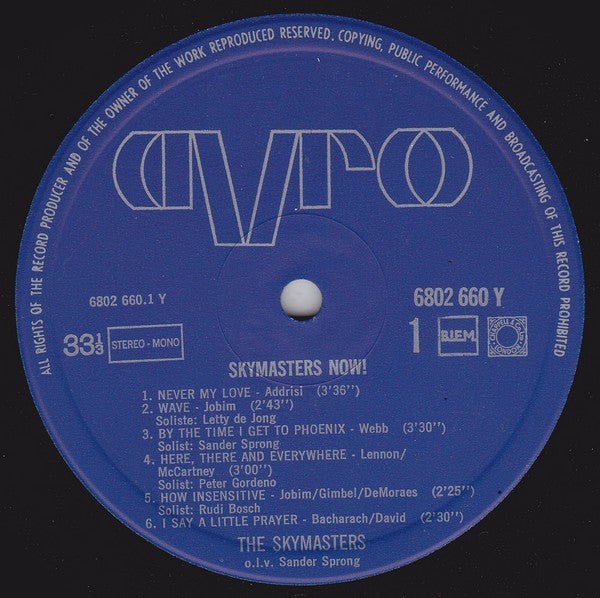 ALL RIGHTS OF THE RECORD PRODUCER AND OF THE OWNER OF THE WORK REPRODUCED RESERVED. COPYING, PUBLIC PERFORMANCE AND BROADCASTING OF THIS RECORD PROHIBITED
avro
6802 660.1 Y
6802 660 Y
33⅓ STEREO - MONO
1 B.I.E.M. CHAPPELL & CO. LTD. LONDON
SKYMASTERS NOW!
1. NEVER MY LOVE - Addrisi (3'36")
2. WAVE - Jobim (2'43")
Soliste: Letty de Jong
3. BY THE TIME I GET TO PHOENIX - Webb (3'30")
Solist: Sander Sprong
4. HERE, THERE AND EVERYWHERE - Lennon/
McCartney (3'00")
Solist: Peter Gordeno
5. HOW INSENSITIVE - Jobim/Gimbel/DeMoraes (2'25")
Solist: Rudi Bosch
6. I SAY A LITTLE PRAYER - Bacharach/David (2'30")
THE SKYMASTERS
o.l.v. Sander Sprong